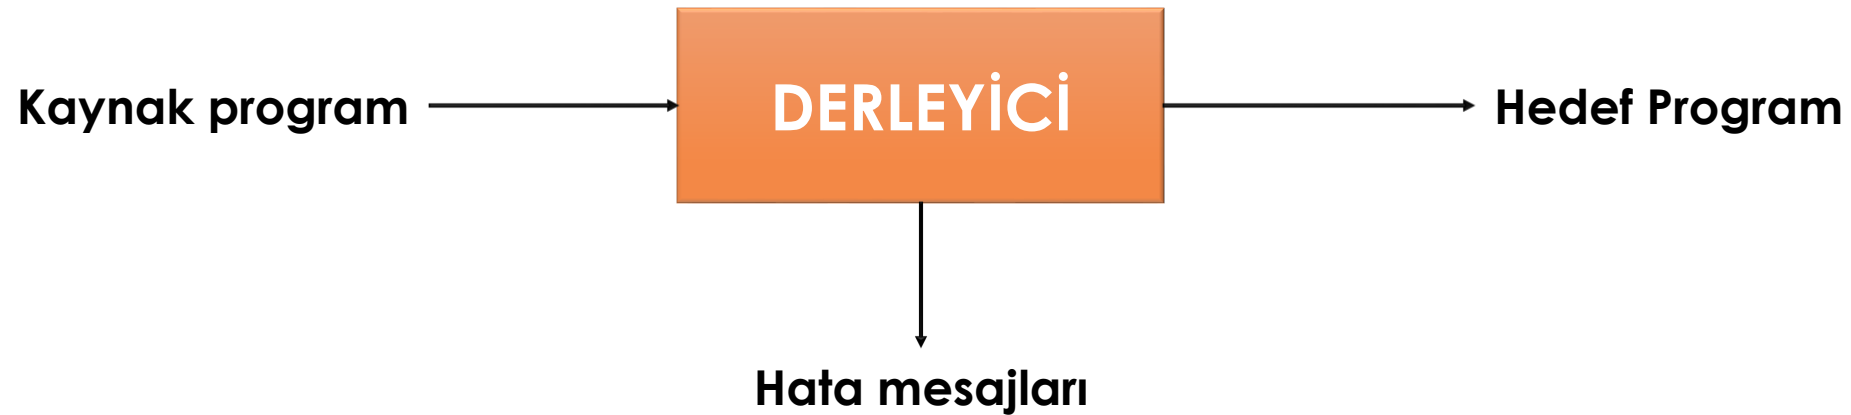 Kaynak program
DERLEYİCİ
Hedef Program
Hata mesajları